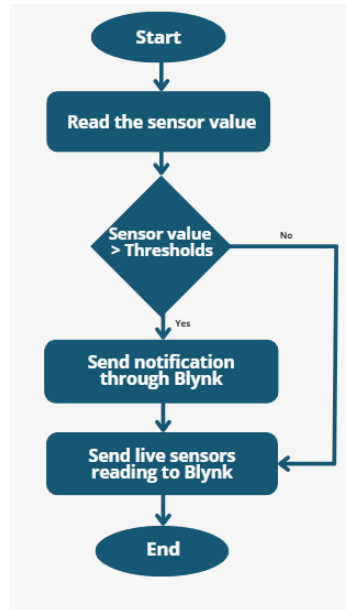 Start
Read the sensor value
Sensor value
> Thresholds
No
Yes
Send notification
through Blynk
Send live sensors
reading to Blynk
End